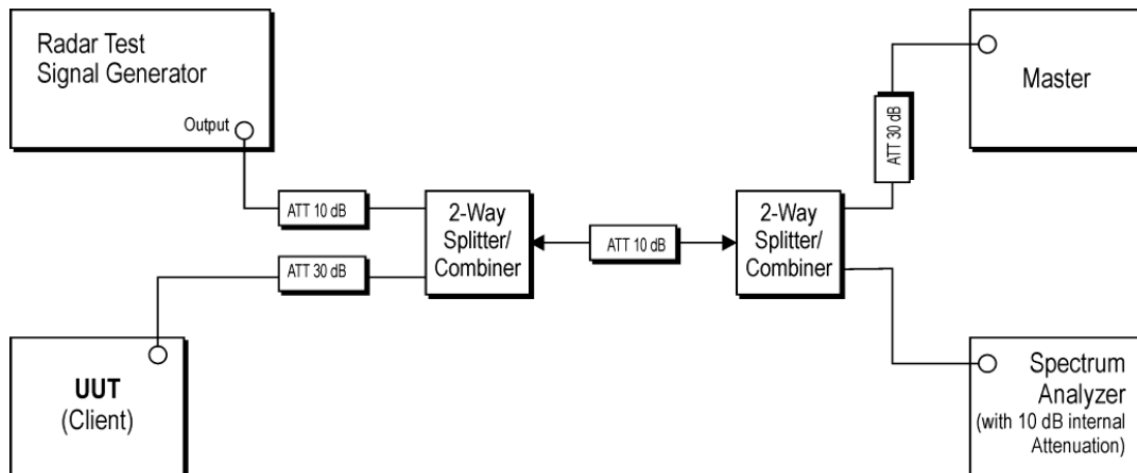 Radar Test
Signal Generator
Output
ATT 10 dB
ATT 30 dB
UUT
(Client)
2-Way
Splitter/
Combiner
ATT 10 dB
2-Way
Splitter/
Combiner
ATT 30 dB
Master
Spectrum
Analyzer
(with 10 dB internal
Attenuation)